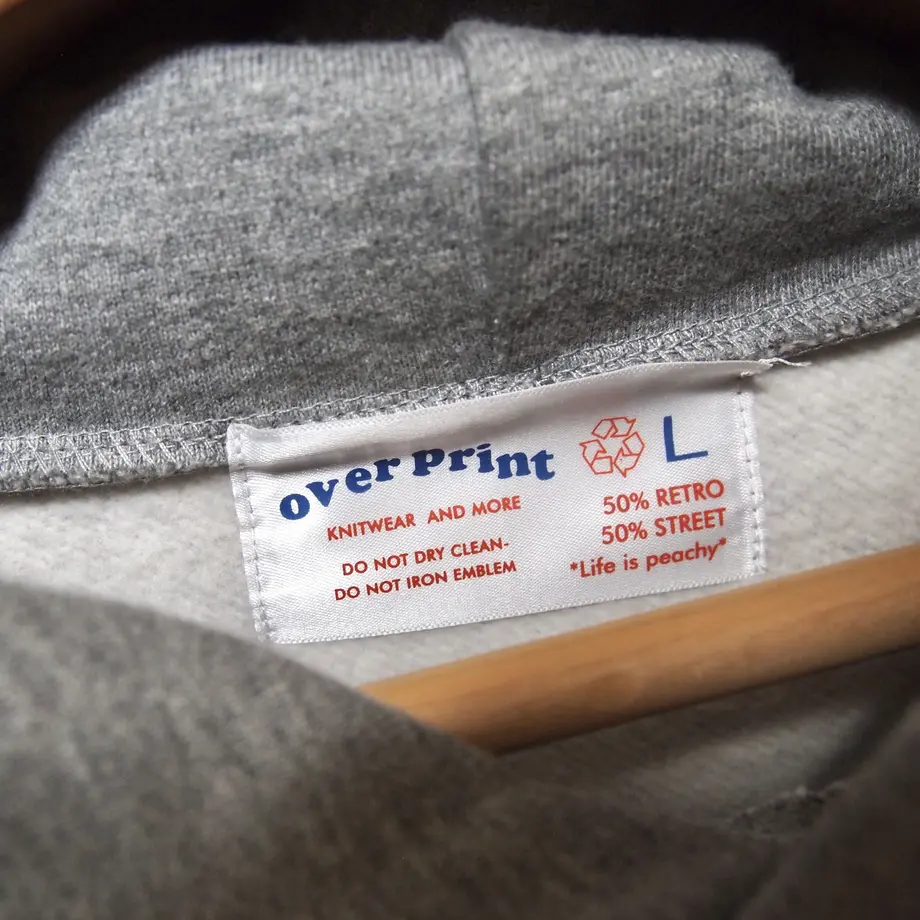 over Print
KNITWEAR AND MORE
DO NOT DRY CLEAN-
DO NOT IRON EMBLEM
L
50% RETRO
50% STREET
*Life is peachy*